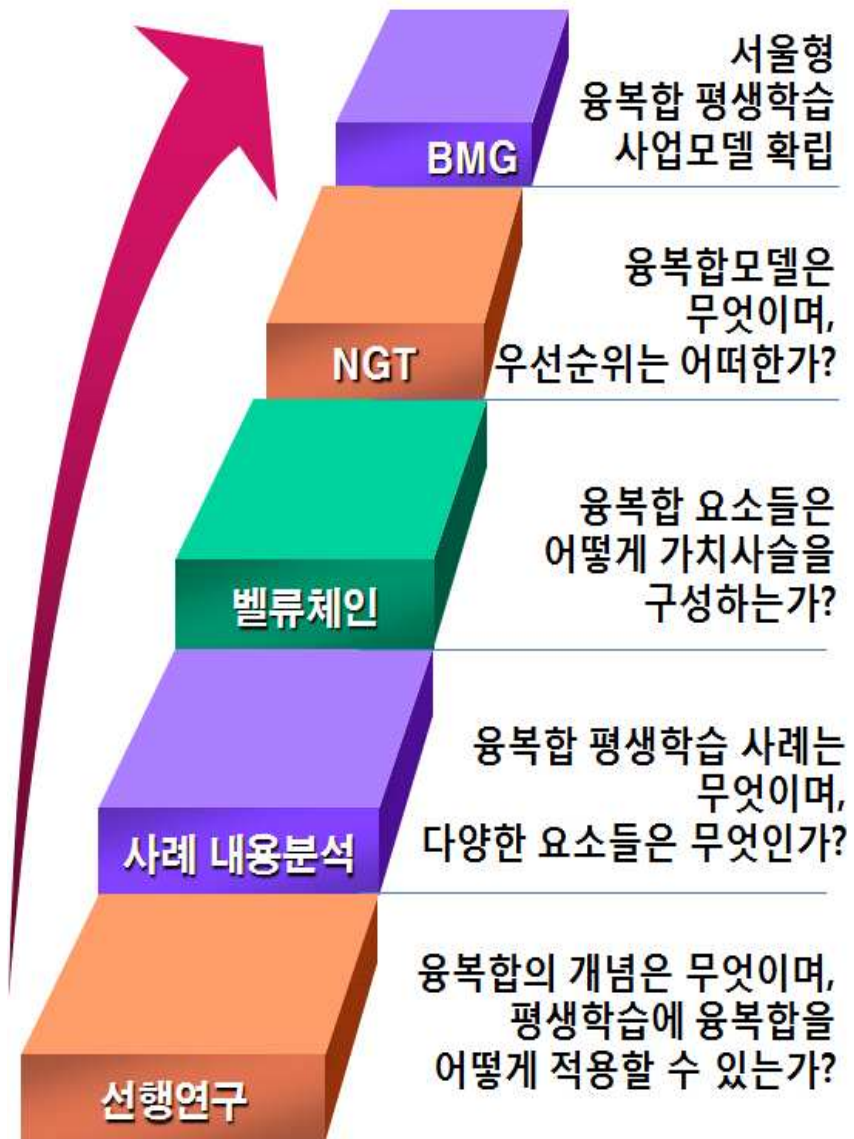 서울형
융복합 평생학습
사업모델 확립
BMG
융복합모델은
무엇이며,
우선순위는 어떠한가?
NGT
융복합 요소들은
어떻게 가치사슬을
구성하는가?
벨류체인
융복합 평생학습 사례는
무엇이며,
다양한 요소들은 무엇인가?
사례 내용분석
융복합의 개념은 무엇이며,
평생학습에 융복합을
어떻게 적용할 수 있는가?
선행연구